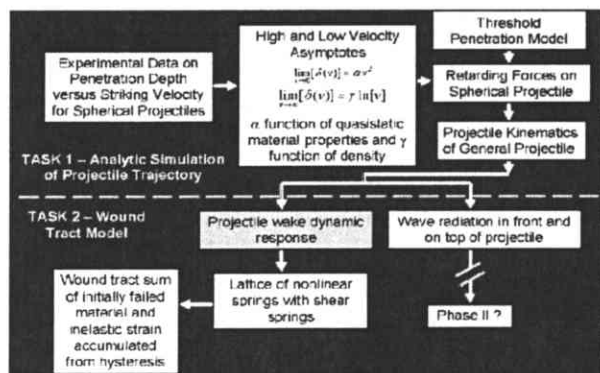 Experimental Data on
Penetration Depth
versus Striking Velocity
for Spherical Projectiles
High and Low Velocity
Asymptotes
lim[δ(v)] = αv²
lim[δ(v)] = γ ln[v]
α function of quasistatic
material properties and γ
function of density
Threshold
Penetration Model
Retarding Forces on
Spherical Projectile
Projectile Kinematics
of General Projectile
TASK 1 – Analytic Simulation
of Projectile Trajectory
TASK 2 – Wound
Tract Model
Projectile wake dynamic
response
Wave radiation in front and
on top of projectile
Wound tract sum
of initially failed
material and
inelastic strain
accumulated
from hysteresis
Lattice of nonlinear
springs with shear
springs
Phase II ?